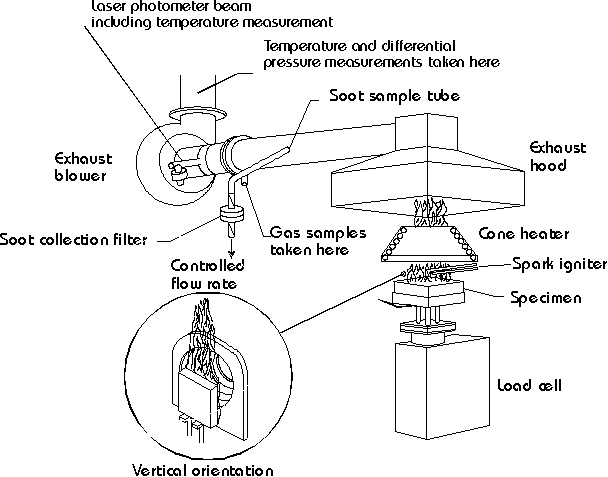 Laser photometer beam
including temperature measurement
Temperature and differential
pressure measurements taken here
Soot sample tube
Exhaust
blower
Exhaust
hood
Soot collection filter
Gas samples
taken here
Cone heater
Controlled
flow rate
Spark igniter
Specimen
Load cell
Vertical orientation